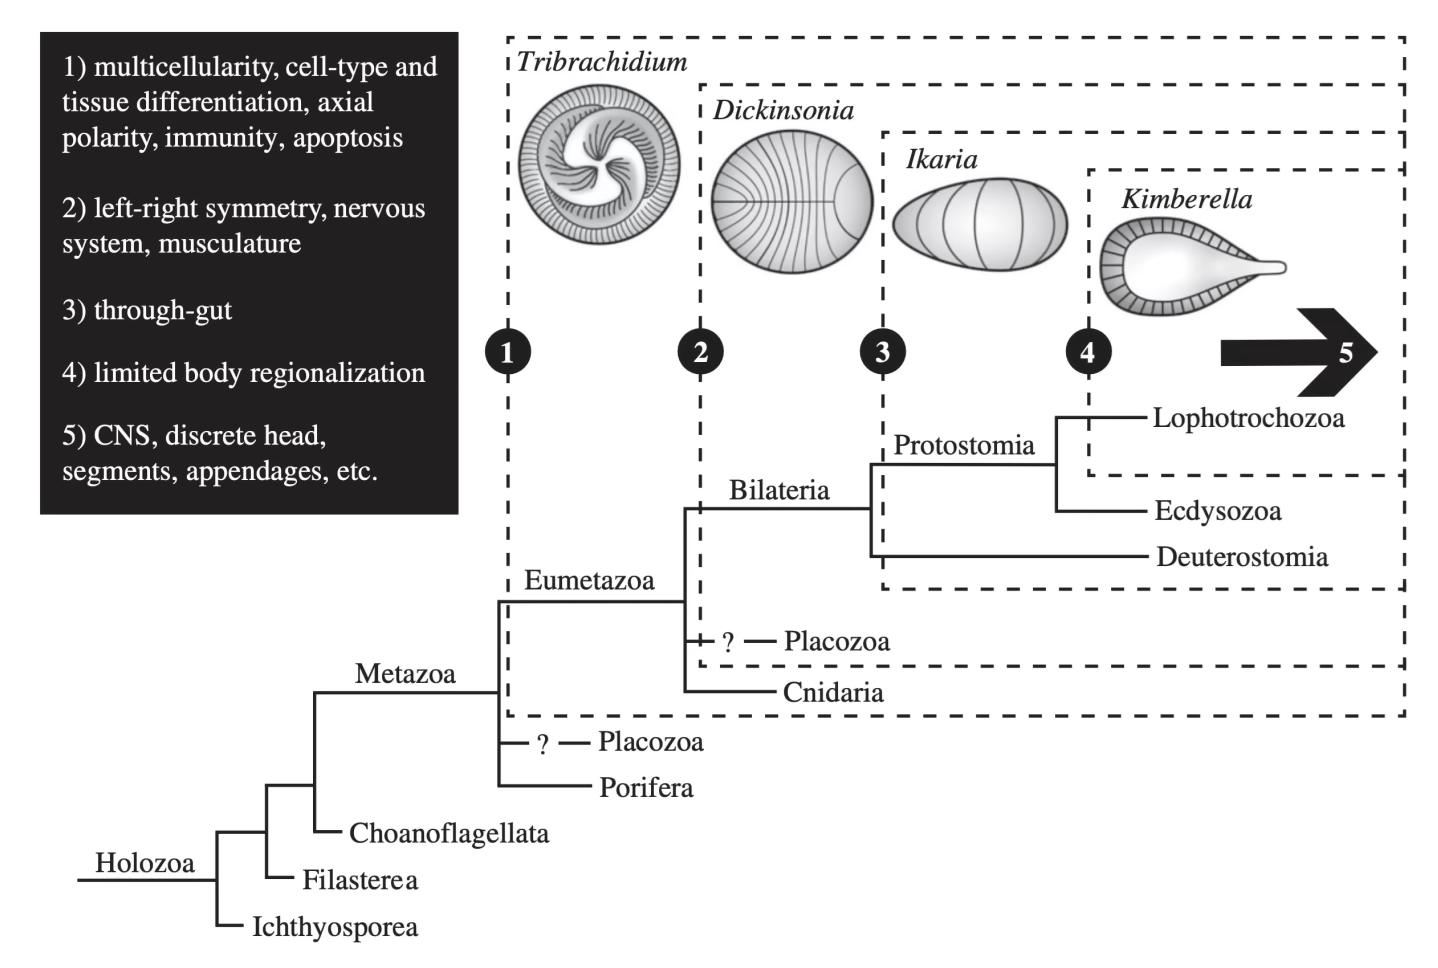 1) multicellularity, cell-type and
tissue differentiation, axial
polarity, immunity, apoptosis
2) left-right symmetry, nervous
system, musculature
3) through-gut
4) limited body regionalization
5) CNS, discrete head,
segments, appendages, etc.
Tribrachidium
Dickinsonia
Ikaria
Kimberella
1
2
3
4
5
Lophotrochozoa
Protostomia
Bilateria
Ecdysozoa
Deuterostomia
Eumetazoa
? Placozoa
Metazoa
Cnidaria
? Placozoa
Porifera
Choanoflagellata
Holozoa
Filasterea
Ichthyosporea